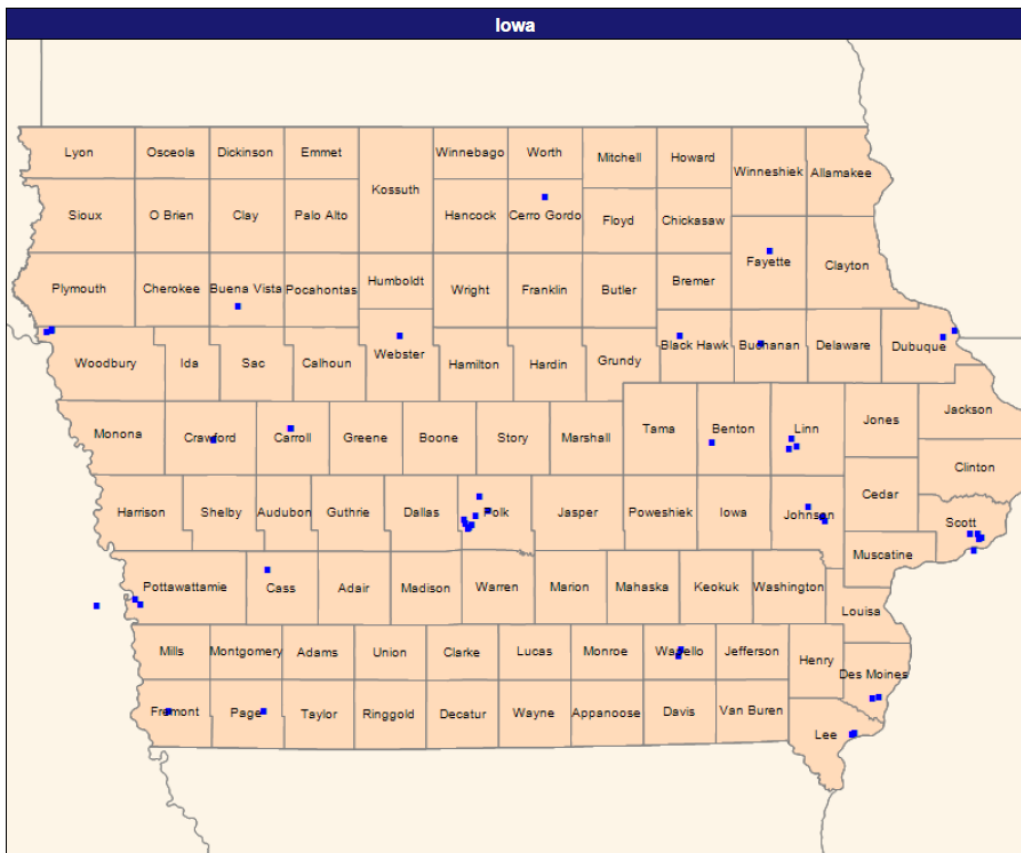 Iowa
Lyon
Osceola
Dickinson
Emmet
Kossuth
Winnebago
Worth
Mitchell
Howard
Winneshiek
Allamakee
Sioux
O Brien
Clay
Palo Alto
Hancock
Cerro Gordo
Floyd
Chickasaw
Plymouth
Cherokee
Buena Vista
Pocahontas
Humboldt
Wright
Franklin
Butler
Bremer
Fayette
Clayton
Woodbury
Ida
Sac
Calhoun
Webster
Hamilton
Hardin
Grundy
Black Hawk
Buchanan
Delaware
Dubuque
Monona
Crawford
Carroll
Greene
Boone
Story
Marshall
Tama
Benton
Linn
Jones
Jackson
Clinton
Harrison
Shelby
Audubon
Guthrie
Dallas
Polk
Jasper
Poweshiek
Iowa
Johnson
Cedar
Scott
Muscatine
Pottawattamie
Cass
Adair
Madison
Warren
Marion
Mahaska
Keokuk
Washington
Louisa
Mills
Montgomery
Adams
Union
Clarke
Lucas
Monroe
Wapello
Jefferson
Henry
Des Moines
Fremont
Page
Taylor
Ringgold
Decatur
Wayne
Appanoose
Davis
Van Buren
Lee